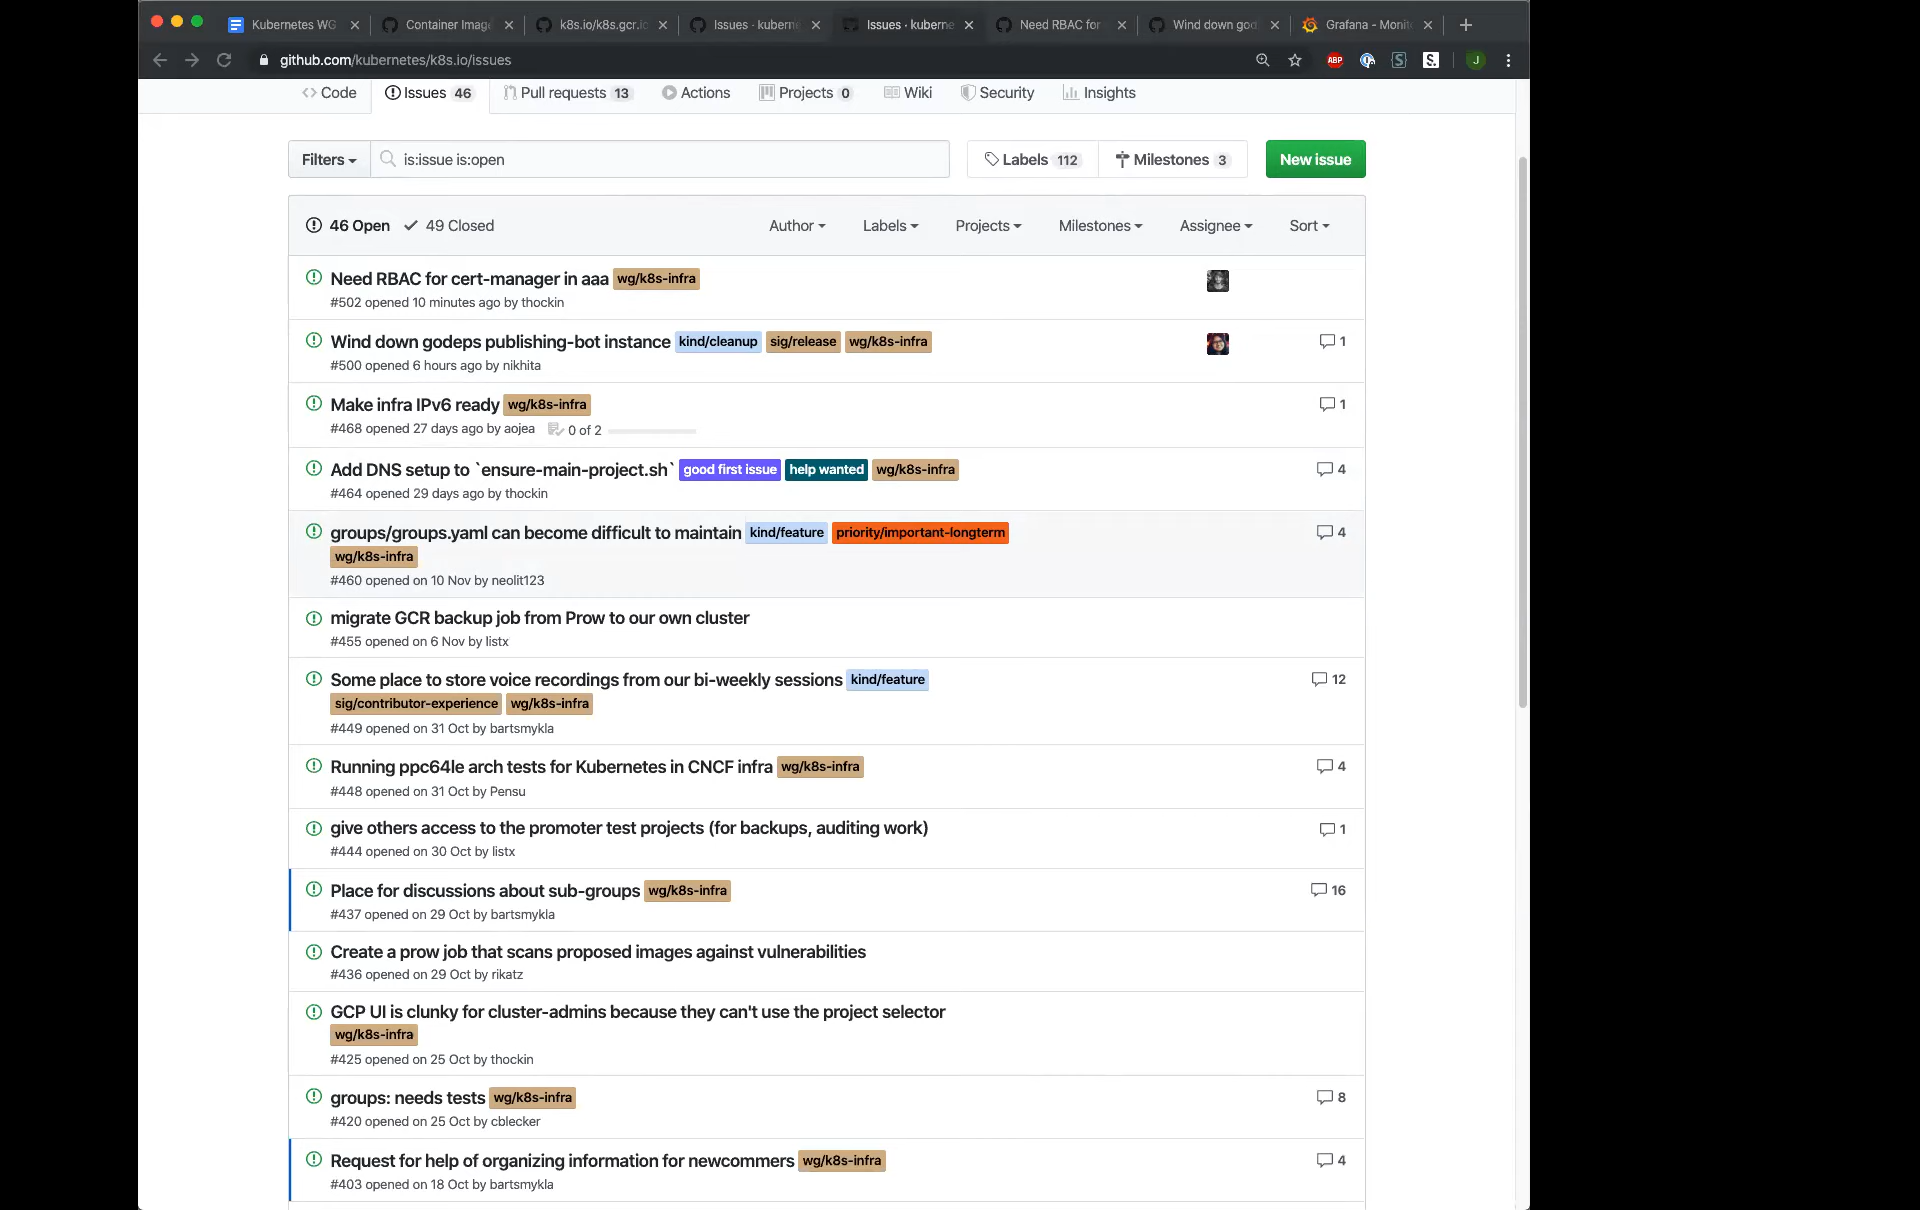 Kubernetes WG
Container Image
k8s.io/k8s.gcr.io
Issues · kuberne
Issues · kuberne
Need RBAC for
Wind down god
Grafana - Monit
github.com/kubernetes/k8s.io/issues
ABP
S
S.
J
Code
Issues 46
Pull requests 13
Actions
Projects 0
Wiki
Security
Insights
Filters
is:issue is:open
Labels 112
Milestones 3
New issue
46 Open
49 Closed
Author
Labels
Projects
Milestones
Assignee
Sort
Need RBAC for cert-manager in aaa wg/k8s-infra
#502 opened 10 minutes ago by thockin
Wind down godeps publishing-bot instance kind/cleanup sig/release wg/k8s-infra 1
#500 opened 6 hours ago by nikhita
Make infra IPv6 ready wg/k8s-infra 1
#468 opened 27 days ago by aojea 0 of 2
Add DNS setup to `ensure-main-project.sh` good first issue help wanted wg/k8s-infra 4
#464 opened 29 days ago by thockin
groups/groups.yaml can become difficult to maintain kind/feature priority/important-longterm 4
wg/k8s-infra
#460 opened on 10 Nov by neolit123
migrate GCR backup job from Prow to our own cluster
#455 opened on 6 Nov by listx
Some place to store voice recordings from our bi-weekly sessions kind/feature 12
sig/contributor-experience wg/k8s-infra
#449 opened on 31 Oct by bartsmykla
Running ppc64le arch tests for Kubernetes in CNCF infra wg/k8s-infra 4
#448 opened on 31 Oct by Pensu
give others access to the promoter test projects (for backups, auditing work) 1
#444 opened on 30 Oct by listx
Place for discussions about sub-groups wg/k8s-infra 16
#437 opened on 29 Oct by bartsmykla
Create a prow job that scans proposed images against vulnerabilities
#436 opened on 29 Oct by rikatz
GCP UI is clunky for cluster-admins because they can't use the project selector
wg/k8s-infra
#425 opened on 25 Oct by thockin
groups: needs tests wg/k8s-infra 8
#420 opened on 25 Oct by cblecker
Request for help of organizing information for newcommers wg/k8s-infra 4
#403 opened on 18 Oct by bartsmykla